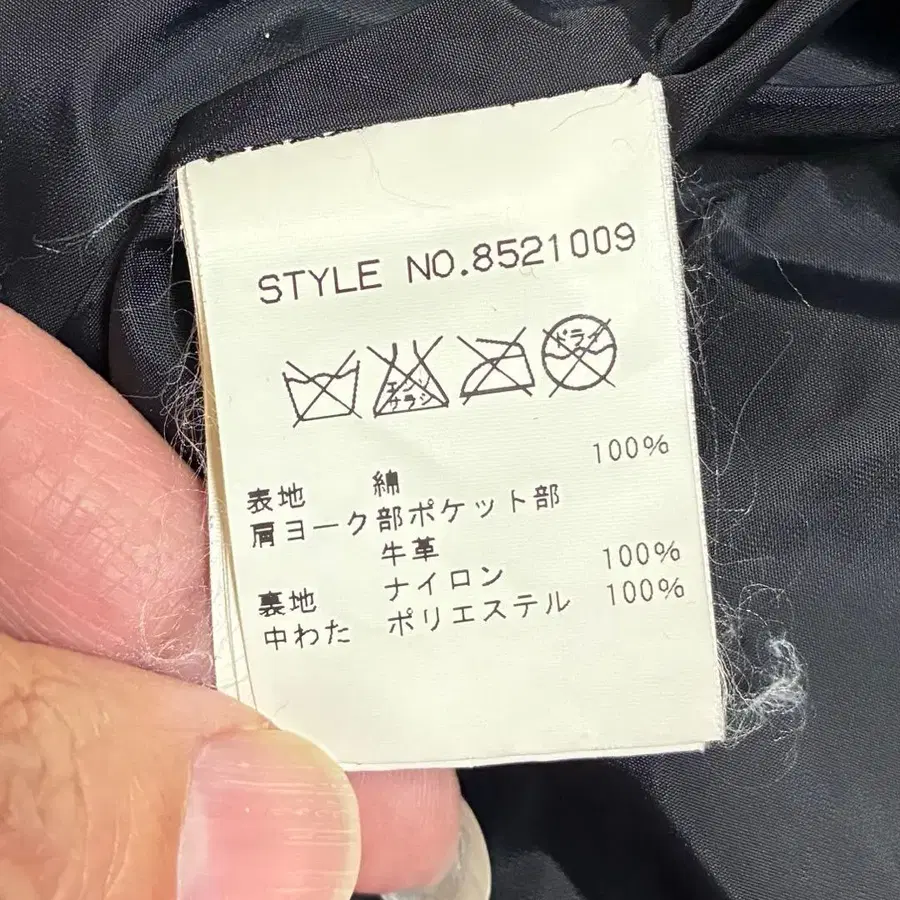 STYLE NO.8521009
エンソ
サラシ
ドライ
表地 綿 100%
肩ヨーク部ポケット部
牛革
裏地 ナイロン 100%
中わた ポリエステル 100%